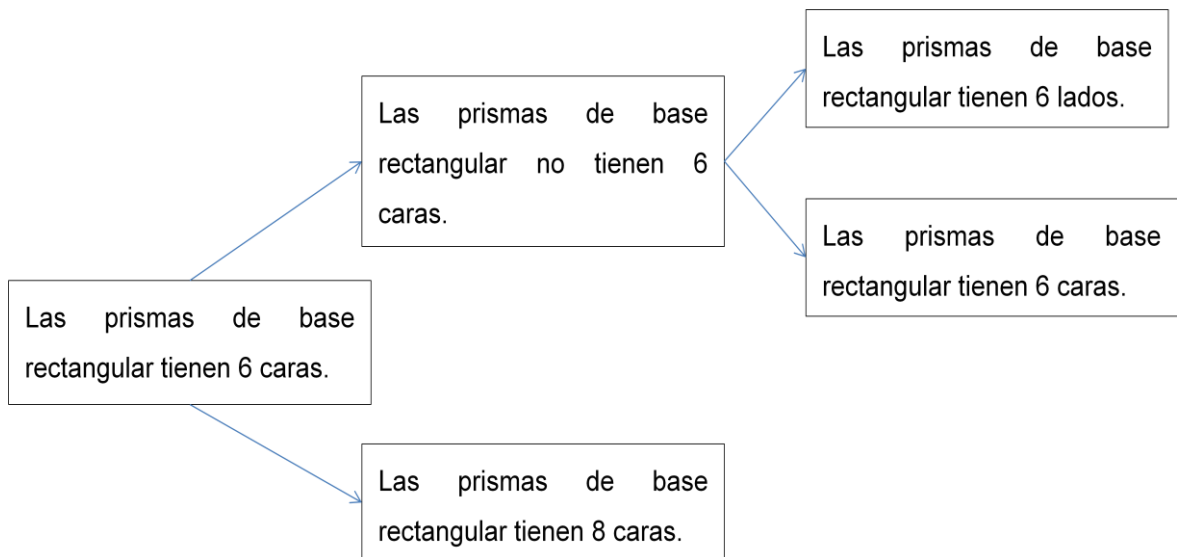 Las prismas de base
rectangular tienen 6 caras.
Las prismas de base
rectangular no tienen 6
caras.
Las prismas de base
rectangular tienen 8 caras.
Las prismas de base
rectangular tienen 6 lados.
Las prismas de base
rectangular tienen 6 caras.